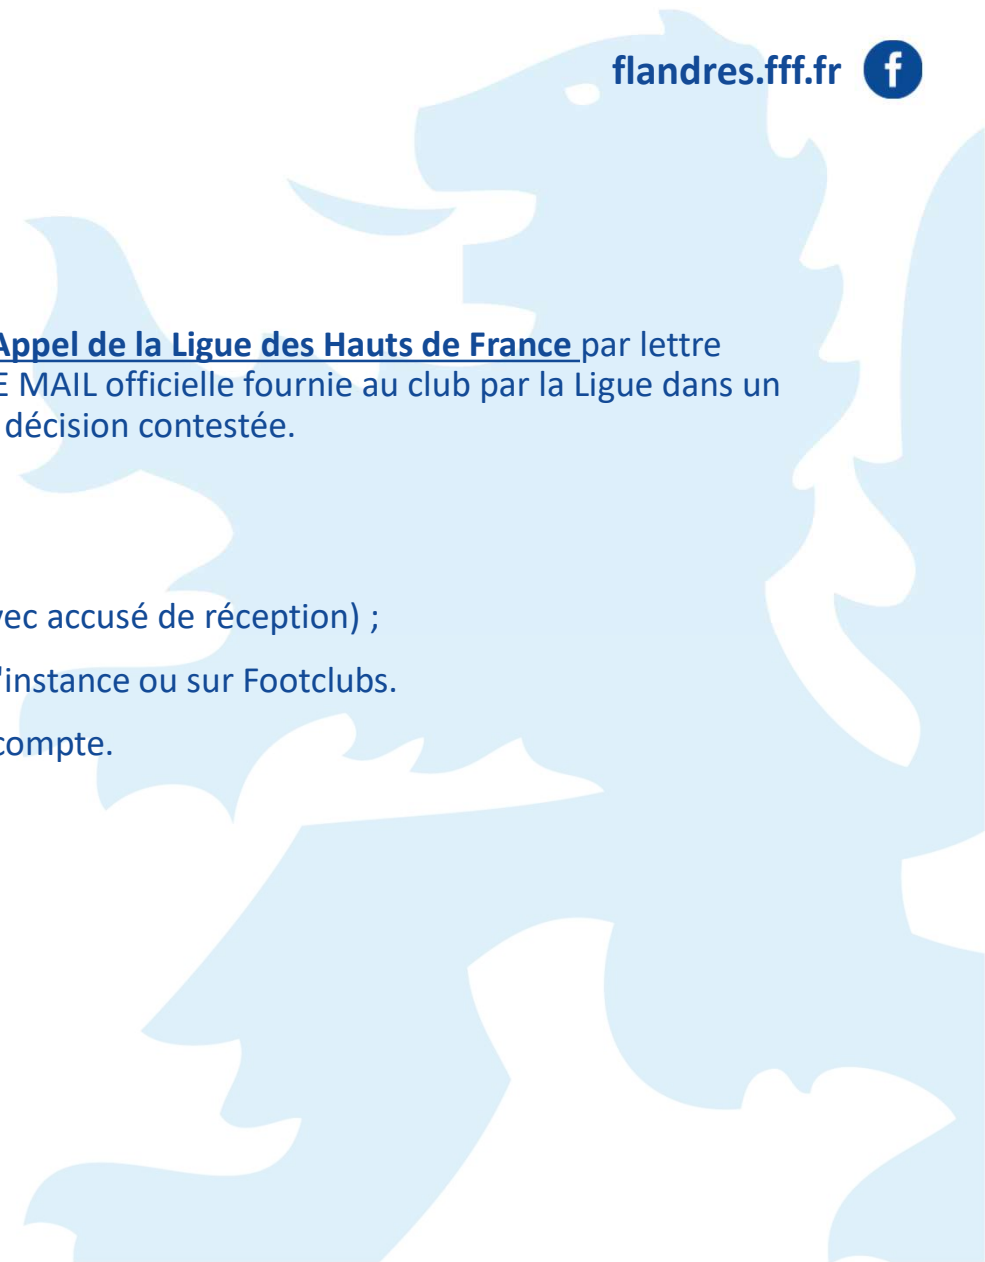 flandres.fff.fr
Appel de la Ligue des Hauts de France par lettre
E MAIL officielle fournie au club par la Ligue dans un
décision contestée.
vec accusé de réception) ;
'instance ou sur Footclubs.
compte.